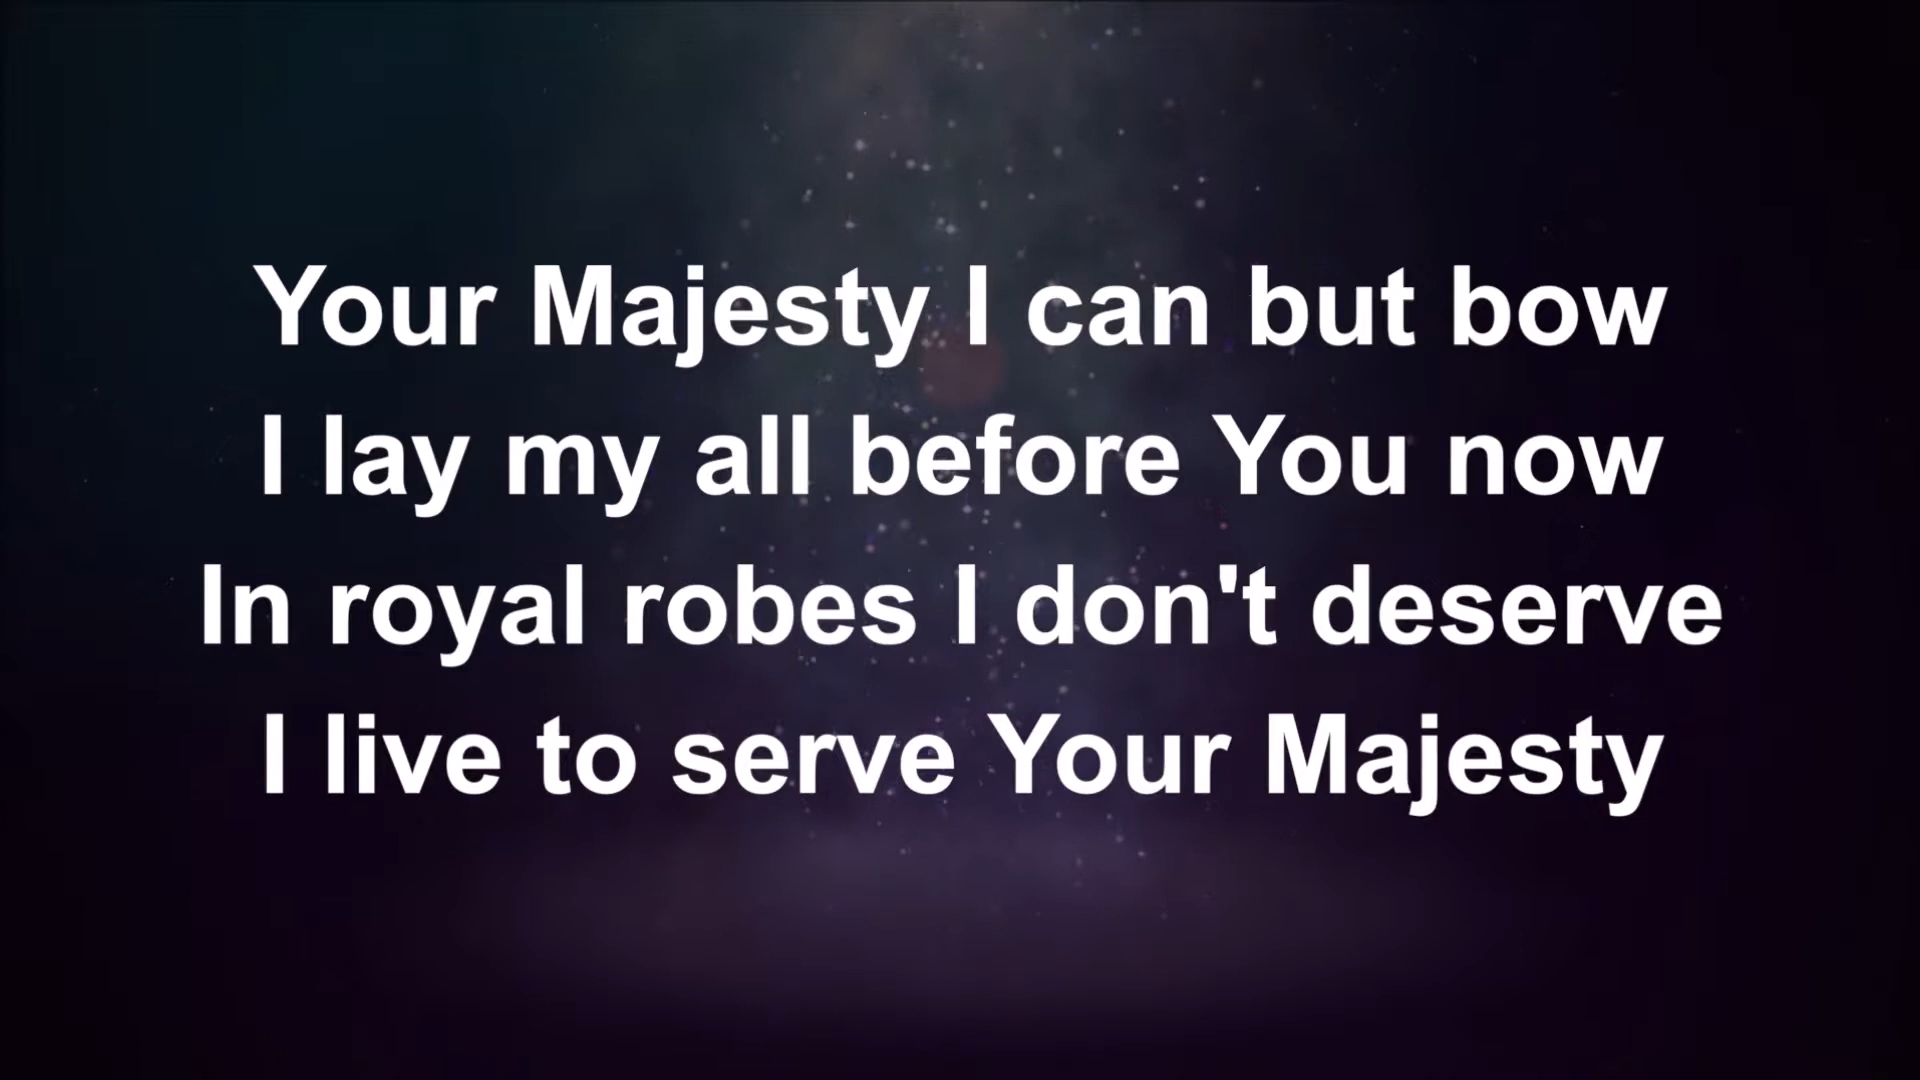 Your Majesty I can but bow
I lay my all before You now
In royal robes I don't deserve
I live to serve Your Majesty